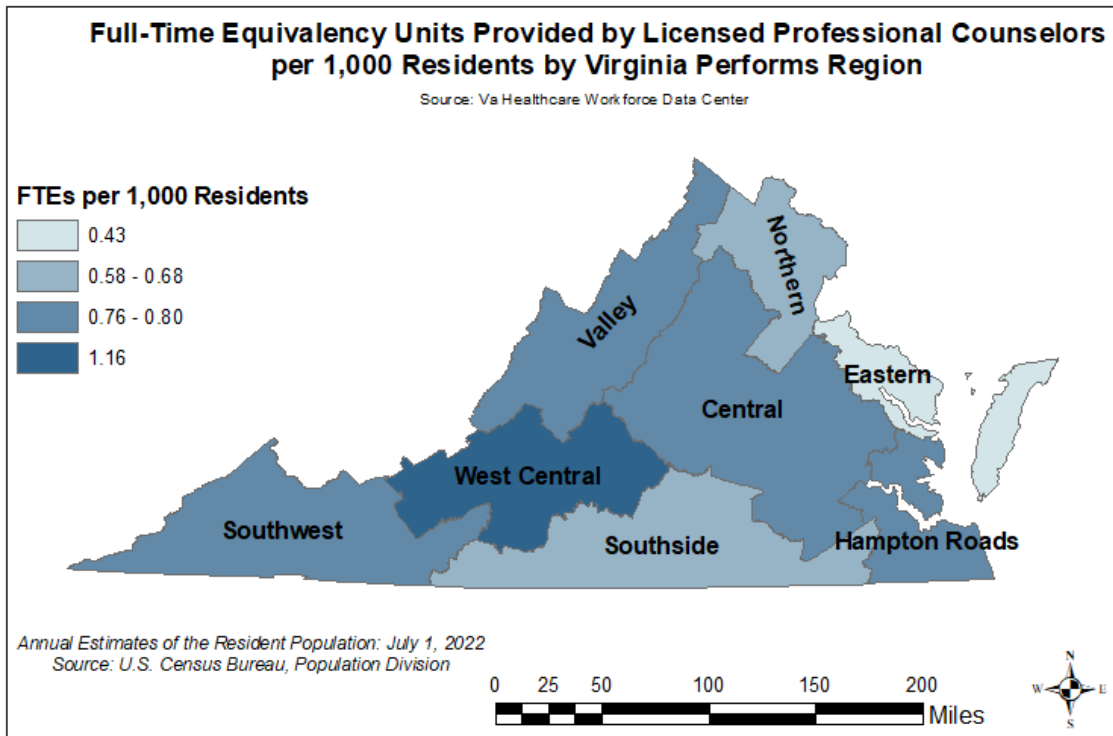 Full-Time Equivalency Units Provided by Licensed Professional Counselors
per 1,000 Residents by Virginia Performs Region
Source: Va Healthcare Workforce Data Center
FTEs per 1,000 Residents
0.43
0.58 - 0.68
0.76 - 0.80
1.16
Northern
Valley
Eastern
Central
West Central
Southwest
Southside
Hampton Roads
Annual Estimates of the Resident Population: July 1, 2022
Source: U.S. Census Bureau, Population Division
0 25 50 100 150 200
Miles
N
W E
S